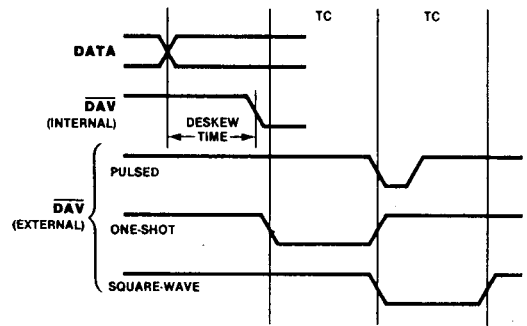 TC TC
DATA
DAV
(INTERNAL)
DESKEW
TIME
PULSED
DAV
(EXTERNAL)
ONE-SHOT
SQUARE-WAVE